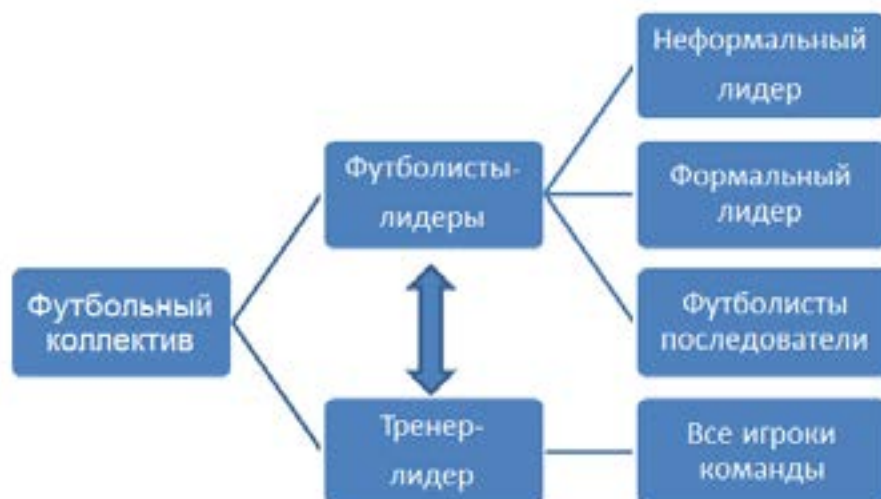 Футбольный
коллектив
Футболисты-
лидеры
Тренер-
лидер
Неформальный
лидер
Формальный
лидер
Футболисты
последователи
Все игроки
команды